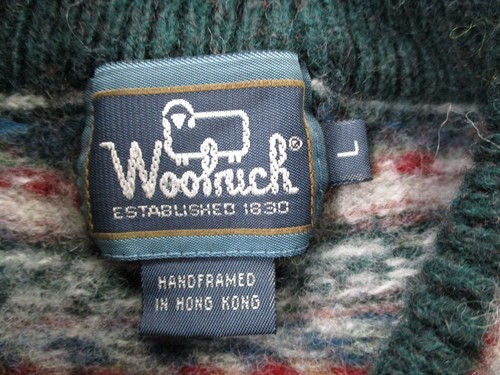 Woolrich®
L
ESTABLISHED 1830
HANDFRAMED
IN HONG KONG